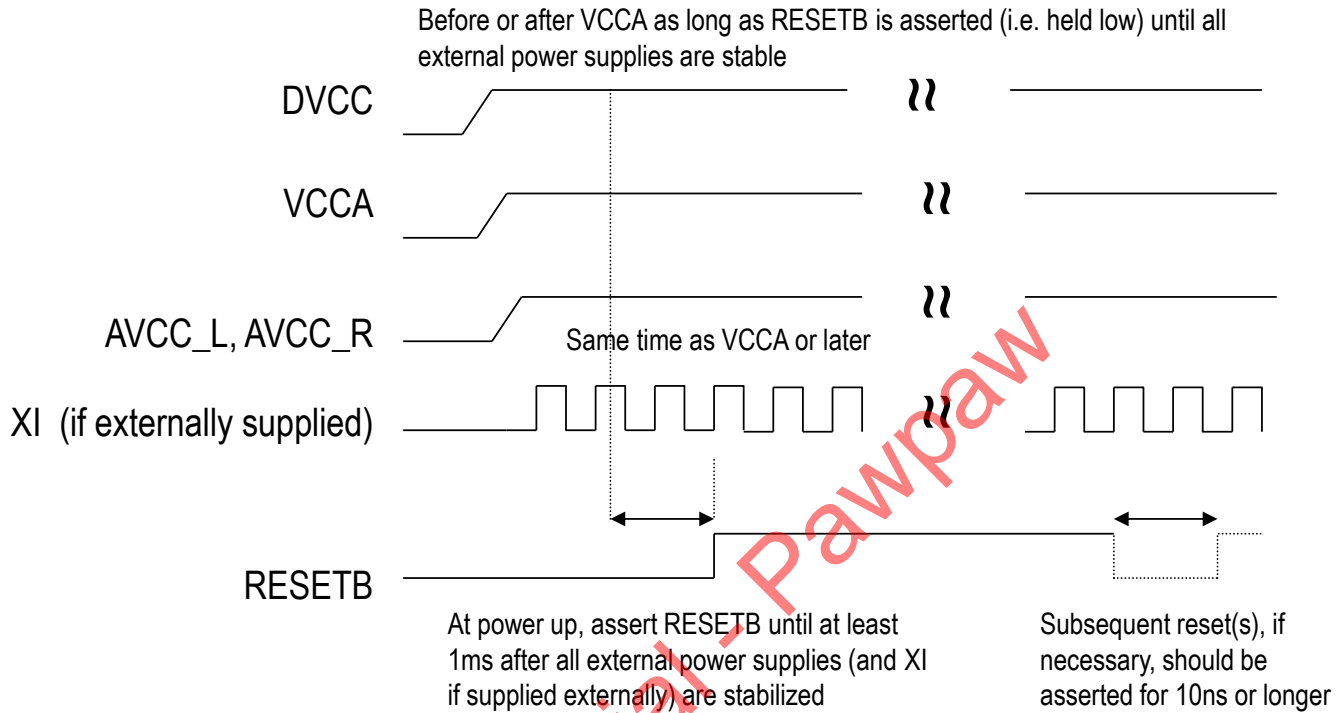 Before or after VCCA as long as RESETB is asserted (i.e. held low) until all
external power supplies are stable
DVCC
VCCA
AVCC_L, AVCC_R
Same time as VCCA or later
XI (if externally supplied)
RESETB
At power up, assert RESETB until at least
1ms after all external power supplies (and XI
if supplied externally) are stabilized
Subsequent reset(s), if
necessary, should be
asserted for 10ns or longer
ial - Pawpaw